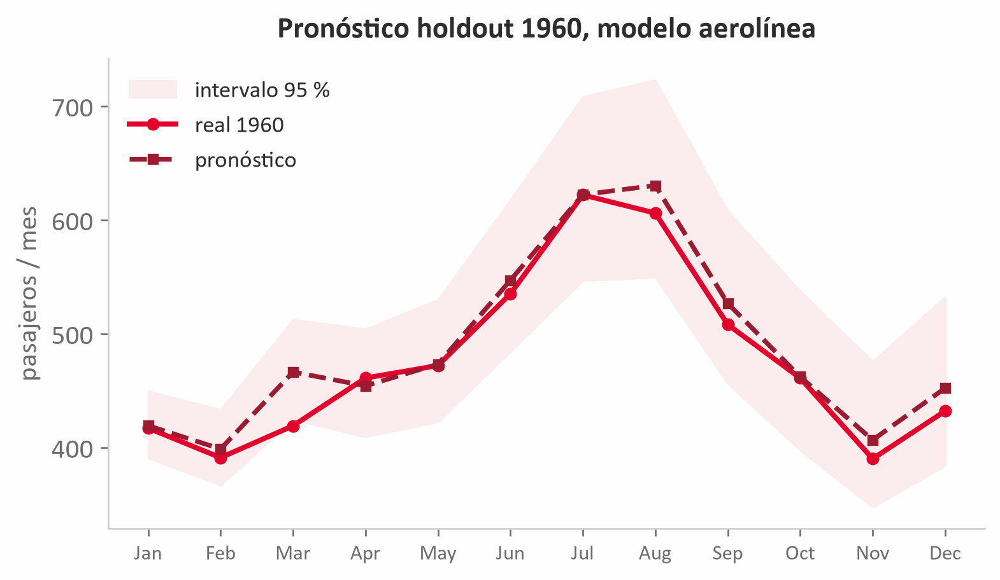 Pronóstico holdout 1960, modelo aerolínea
intervalo 95 %
real 1960
pronóstico
pasajeros / mes
700
600
500
400
Jan Feb Mar Apr May Jun Jul Aug Sep Oct Nov Dec